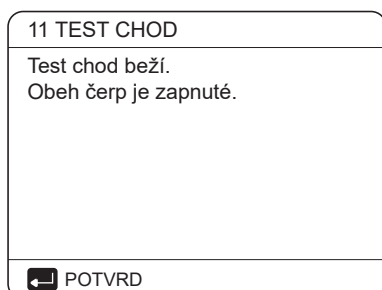 11 TEST CHOD
Test chod beží.
Obeh čerp je zapnuté.
POTVRD